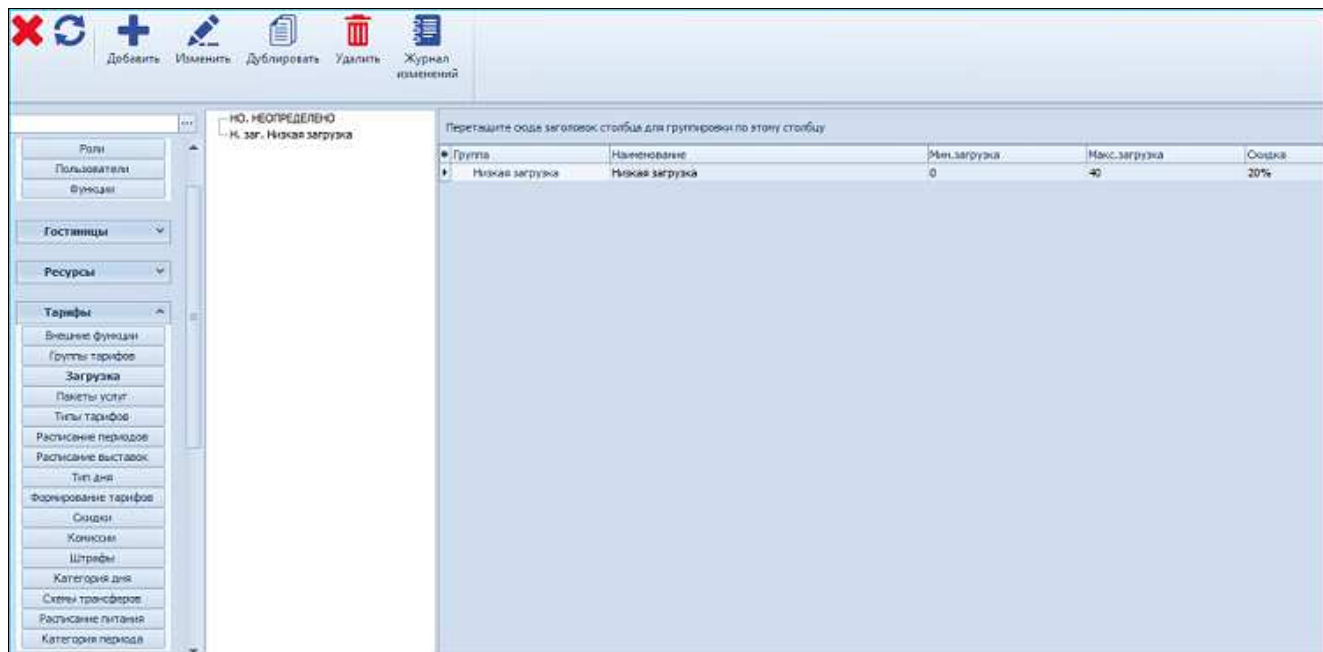 Добавить Изменить Дублировать Удалить Журнал
изменений
...
НО. НЕОПРЕДЕЛЕНО
Н. заг. Низкая загрузка
Перетащите сюда заголовок столбца для группировки по этому столбцу
Группа Наименование Мин.загрузка Макс.загрузка Скидка
Низкая загрузка Низкая загрузка 0 40 20%
Роли
Пользователи
Функции
Гостиницы
Ресурсы
Тарифы
Внешние функции
Группы тарифов
Загрузка
Пакеты услуг
Типы тарифов
Расписание периодов
Расписание выставок
Тип дня
Формирование тарифов
Скидки
Комиссии
Штрафы
Категория дня
Схемы трансферов
Расписание питания
Категория периода